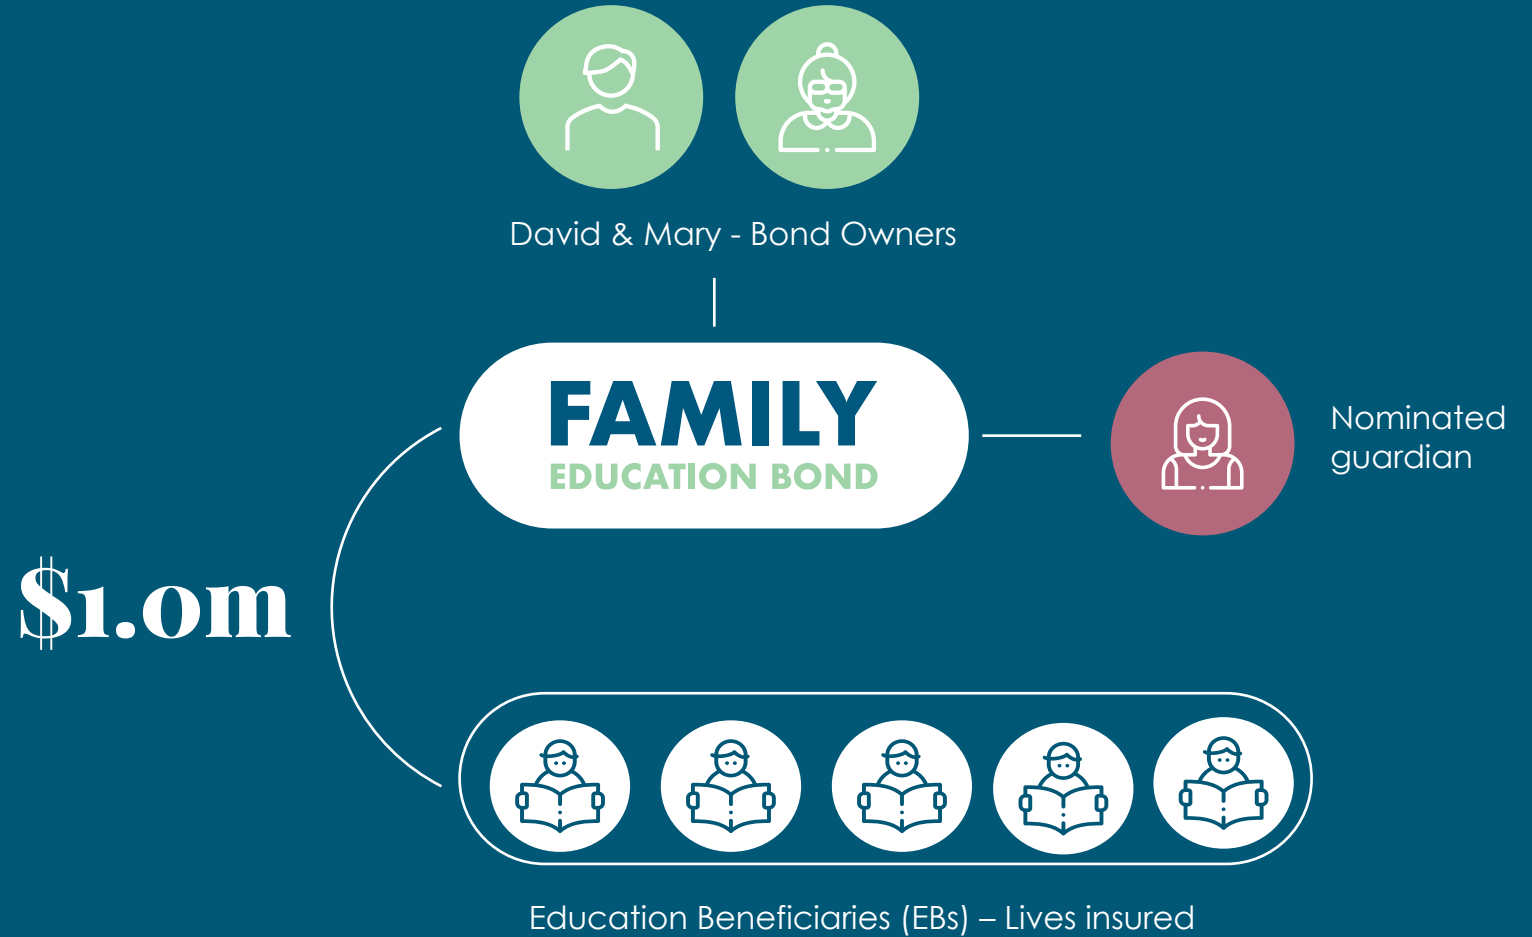 David & Mary - Bond Owners
FAMILY
EDUCATION BOND
Nominated
guardian
$1.0m
Education Beneficiaries (EBs) – Lives insured